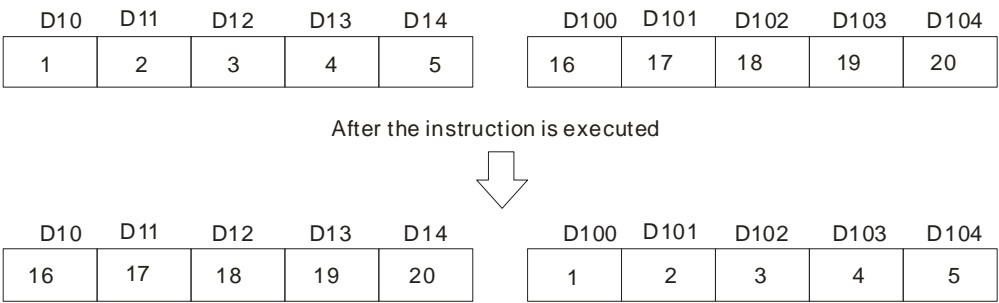 D10 D11 D12 D13 D14 D100 D101 D102 D103 D104
1 2 3 4 5 16 17 18 19 20
After the instruction is executed
D10 D11 D12 D13 D14 D100 D101 D102 D103 D104
16 17 18 19 20 1 2 3 4 5